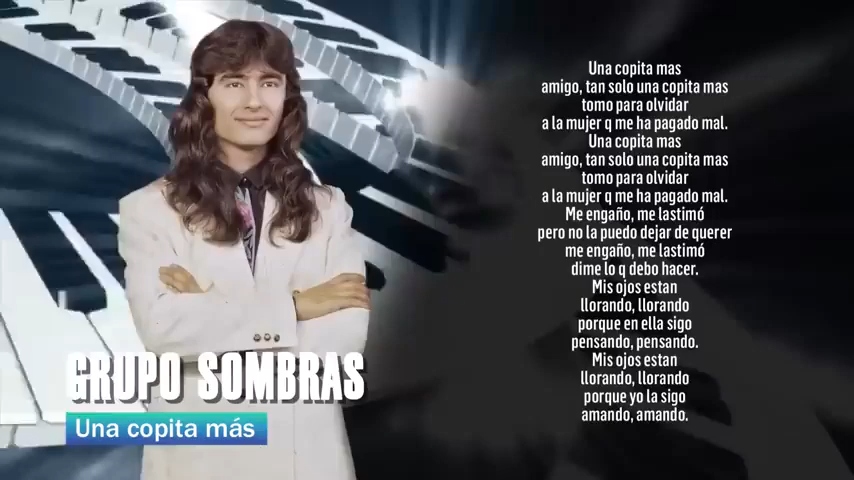 Una copita mas
amigo, tan solo una copita mas
tomo para olvidar
a la mujer q me ha pagado mal.
Una copita mas
amigo, tan solo una copita mas
tomo para olvidar
a la mujer q me ha pagado mal.
Me engaño, me lastimó
pero no la puedo dejar de querer
me engaño, me lastimó
dime lo q debo hacer.
Mis ojos estan
llorando, llorando
porque en ella sigo
pensando, pensando.
Mis ojos estan
llorando, llorando
porque yo la sigo
amando, amando.
GRUPO SOMBRAS
Una copita más